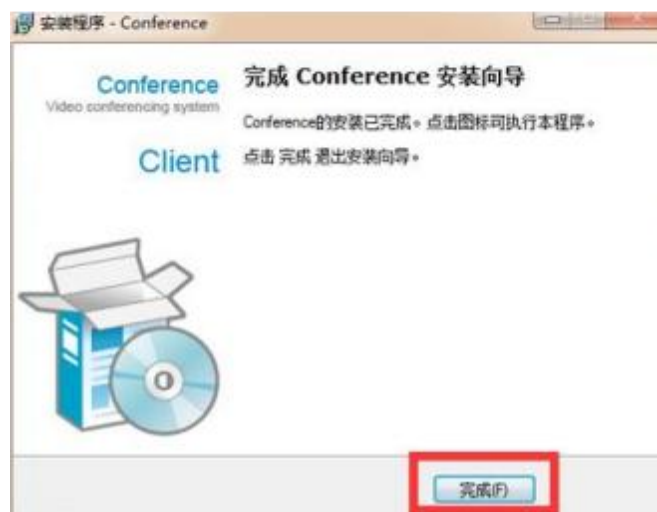 安装程序 - Conference
Conference
Video conferencing system
Client
完成 Conference 安装向导
Conference的安装已完成。点击图标可执行本程序。
点击 完成 退出安装向导。
完成(F)